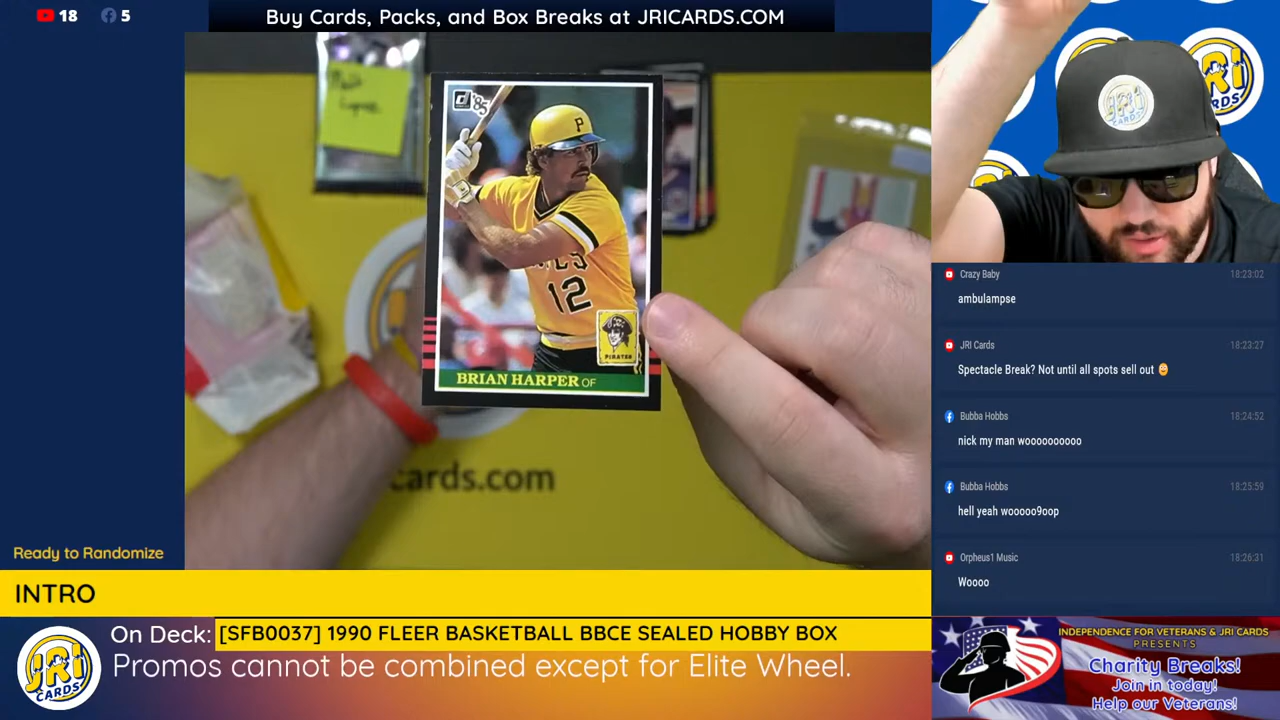 18 5
Buy Cards, Packs, and Box Breaks at JRICARDS.COM
'85
P
12
PIRATES
BRIAN HARPER OF
cards.com
JRI
CARDS
JRI
CARDS
Crazy Baby 18:23:02
ambulampse
JRI Cards 18:23:27
Spectacle Break? Not until all spots sell out
Bubba Hobbs 18:24:52
nick my man woooooooooo
Bubba Hobbs 18:25:59
hell yeah wooooo9oop
Orpheus1 Music 18:26:31
Woooo
Ready to Randomize
INTRO
JRI
CARDS
On Deck: [SFB0037] 1990 FLEER BASKETBALL BBCE SEALED HOBBY BOX
Promos cannot be combined except for Elite Wheel.
INDEPENDENCE FOR VETERANS & JRI CARDS
PRESENTS
Charity Breaks!
Join in today!
Help our Veterans!